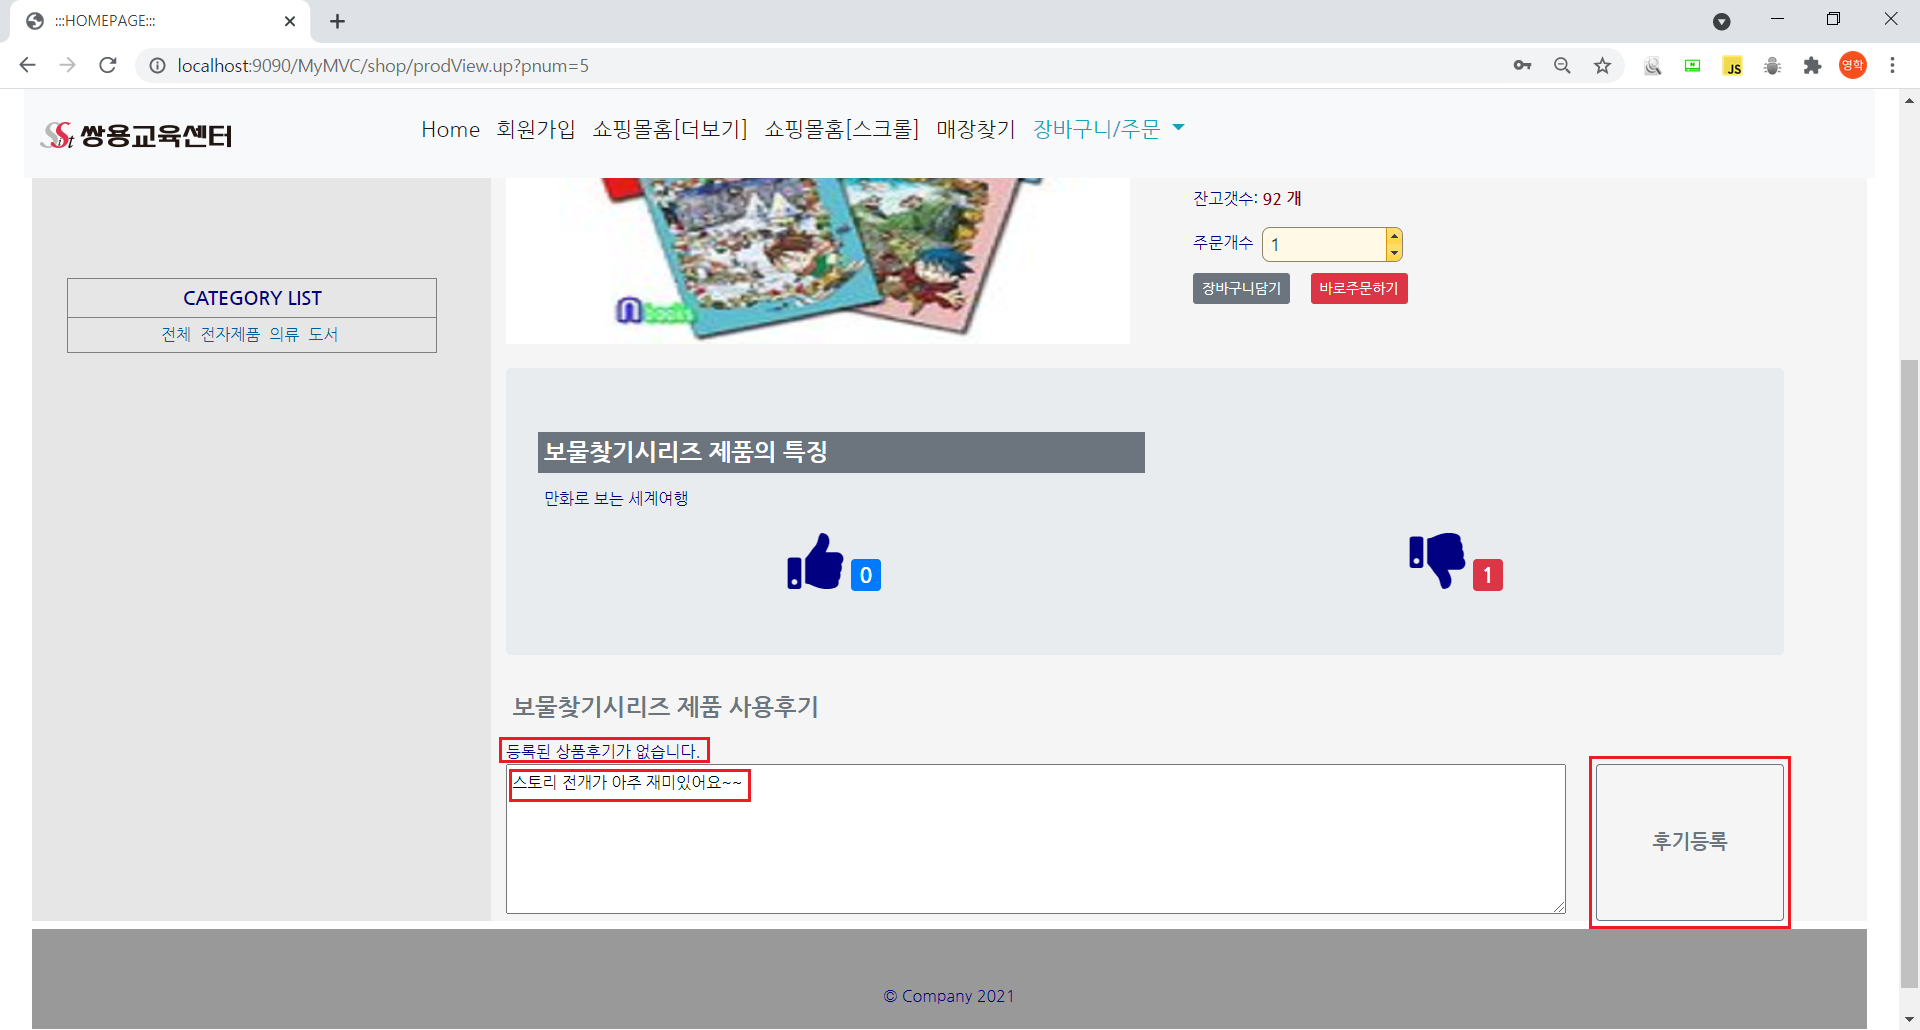 :::HOMEPAGE:::
localhost:9090/MyMVC/shop/prodView.up?pnum=5
JS
영학
SSist 쌍용교육센터
Home 회원가입 쇼핑몰홈[더보기] 쇼핑몰홈[스크롤] 매장찾기 장바구니/주문
잔고갯수: 92 개
주문개수 1
장바구니담기 바로주문하기
CATEGORY LIST
전체 전자제품 의류 도서
n books
보물찾기시리즈 제품의 특징
만화로 보는 세계여행
0
1
보물찾기시리즈 제품 사용후기
등록된 상품후기가 없습니다.
스토리 전개가 아주 재미있어요~~
후기등록
© Company 2021